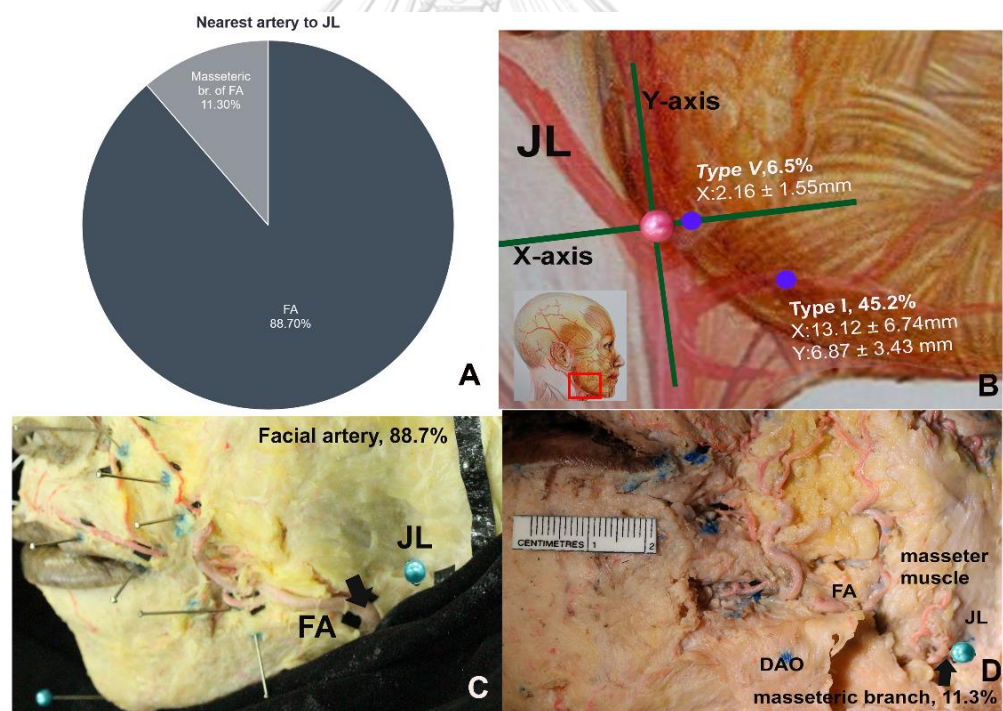 Nearest artery to JL
Masseteric
br. of FA
11.30%
FA
88.70%
A
Y-axis
JL
Type V,6.5%
X:2.16 ± 1.55mm
X-axis
Type I, 45.2%
X:13.12 ± 6.74mm
Y:6.87 ± 3.43 mm
B
Facial artery, 88.7%
JL
FA
C
CENTIMETRES 1 2
masseter
muscle
FA
JL
DAO
D
masseteric branch, 11.3%